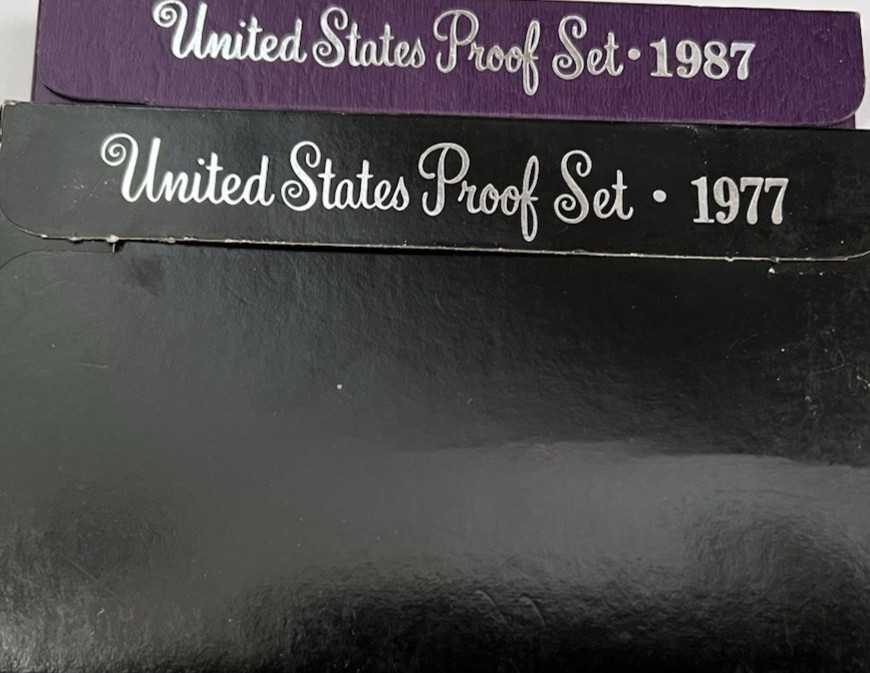 United States Proof Set • 1987
United States Proof Set • 1977